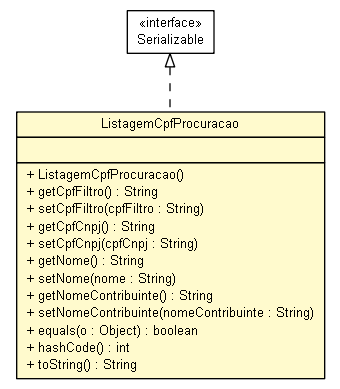 «interface»
Serializable
ListagemCpfProcuracao
+ ListagemCpfProcuracao()
+ getCpfFiltro() : String
+ setCpfFiltro(cpfFiltro : String)
+ getCpfCnpj() : String
+ setCpfCnpj(cpfCnpj : String)
+ getNome() : String
+ setNome(nome : String)
+ getNomeContribuinte() : String
+ setNomeContribuinte(nomeContribuinte : String)
+ equals(o : Object) : boolean
+ hashCode() : int
+ toString() : String